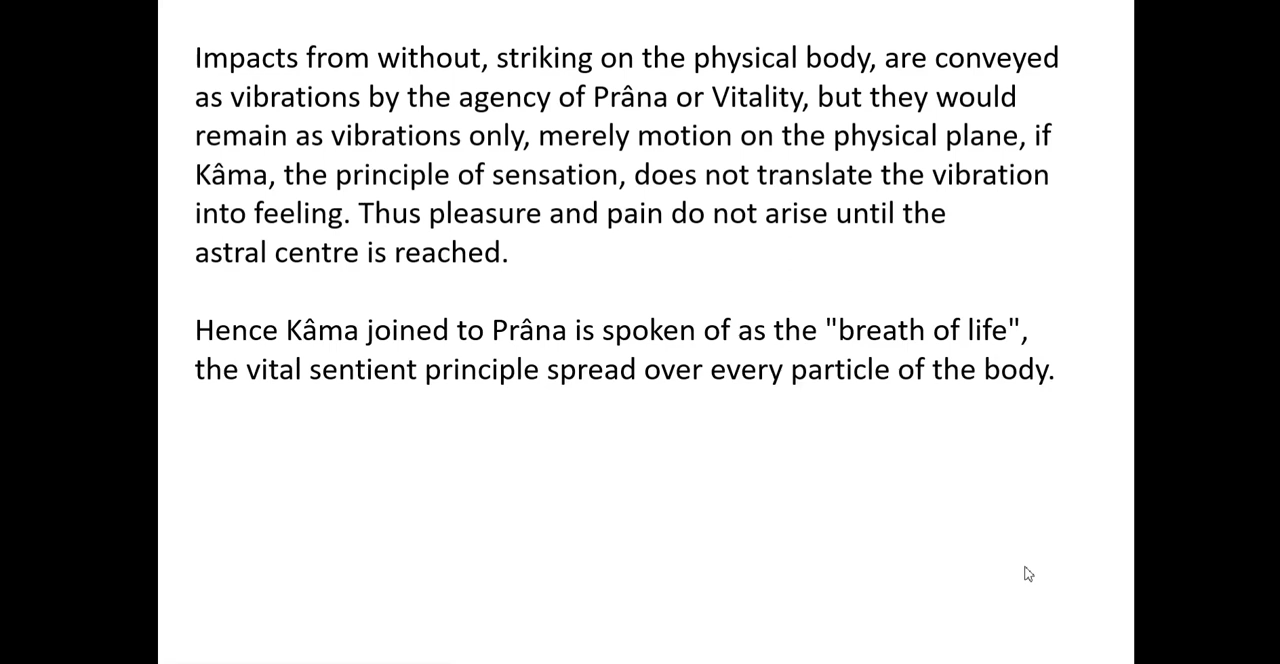 Impacts from without, striking on the physical body, are conveyed
as vibrations by the agency of Prâna or Vitality, but they would
remain as vibrations only, merely motion on the physical plane, if
Kâma, the principle of sensation, does not translate the vibration
into feeling. Thus pleasure and pain do not arise until the
astral centre is reached.
Hence Kâma joined to Prâna is spoken of as the "breath of life",
the vital sentient principle spread over every particle of the body.